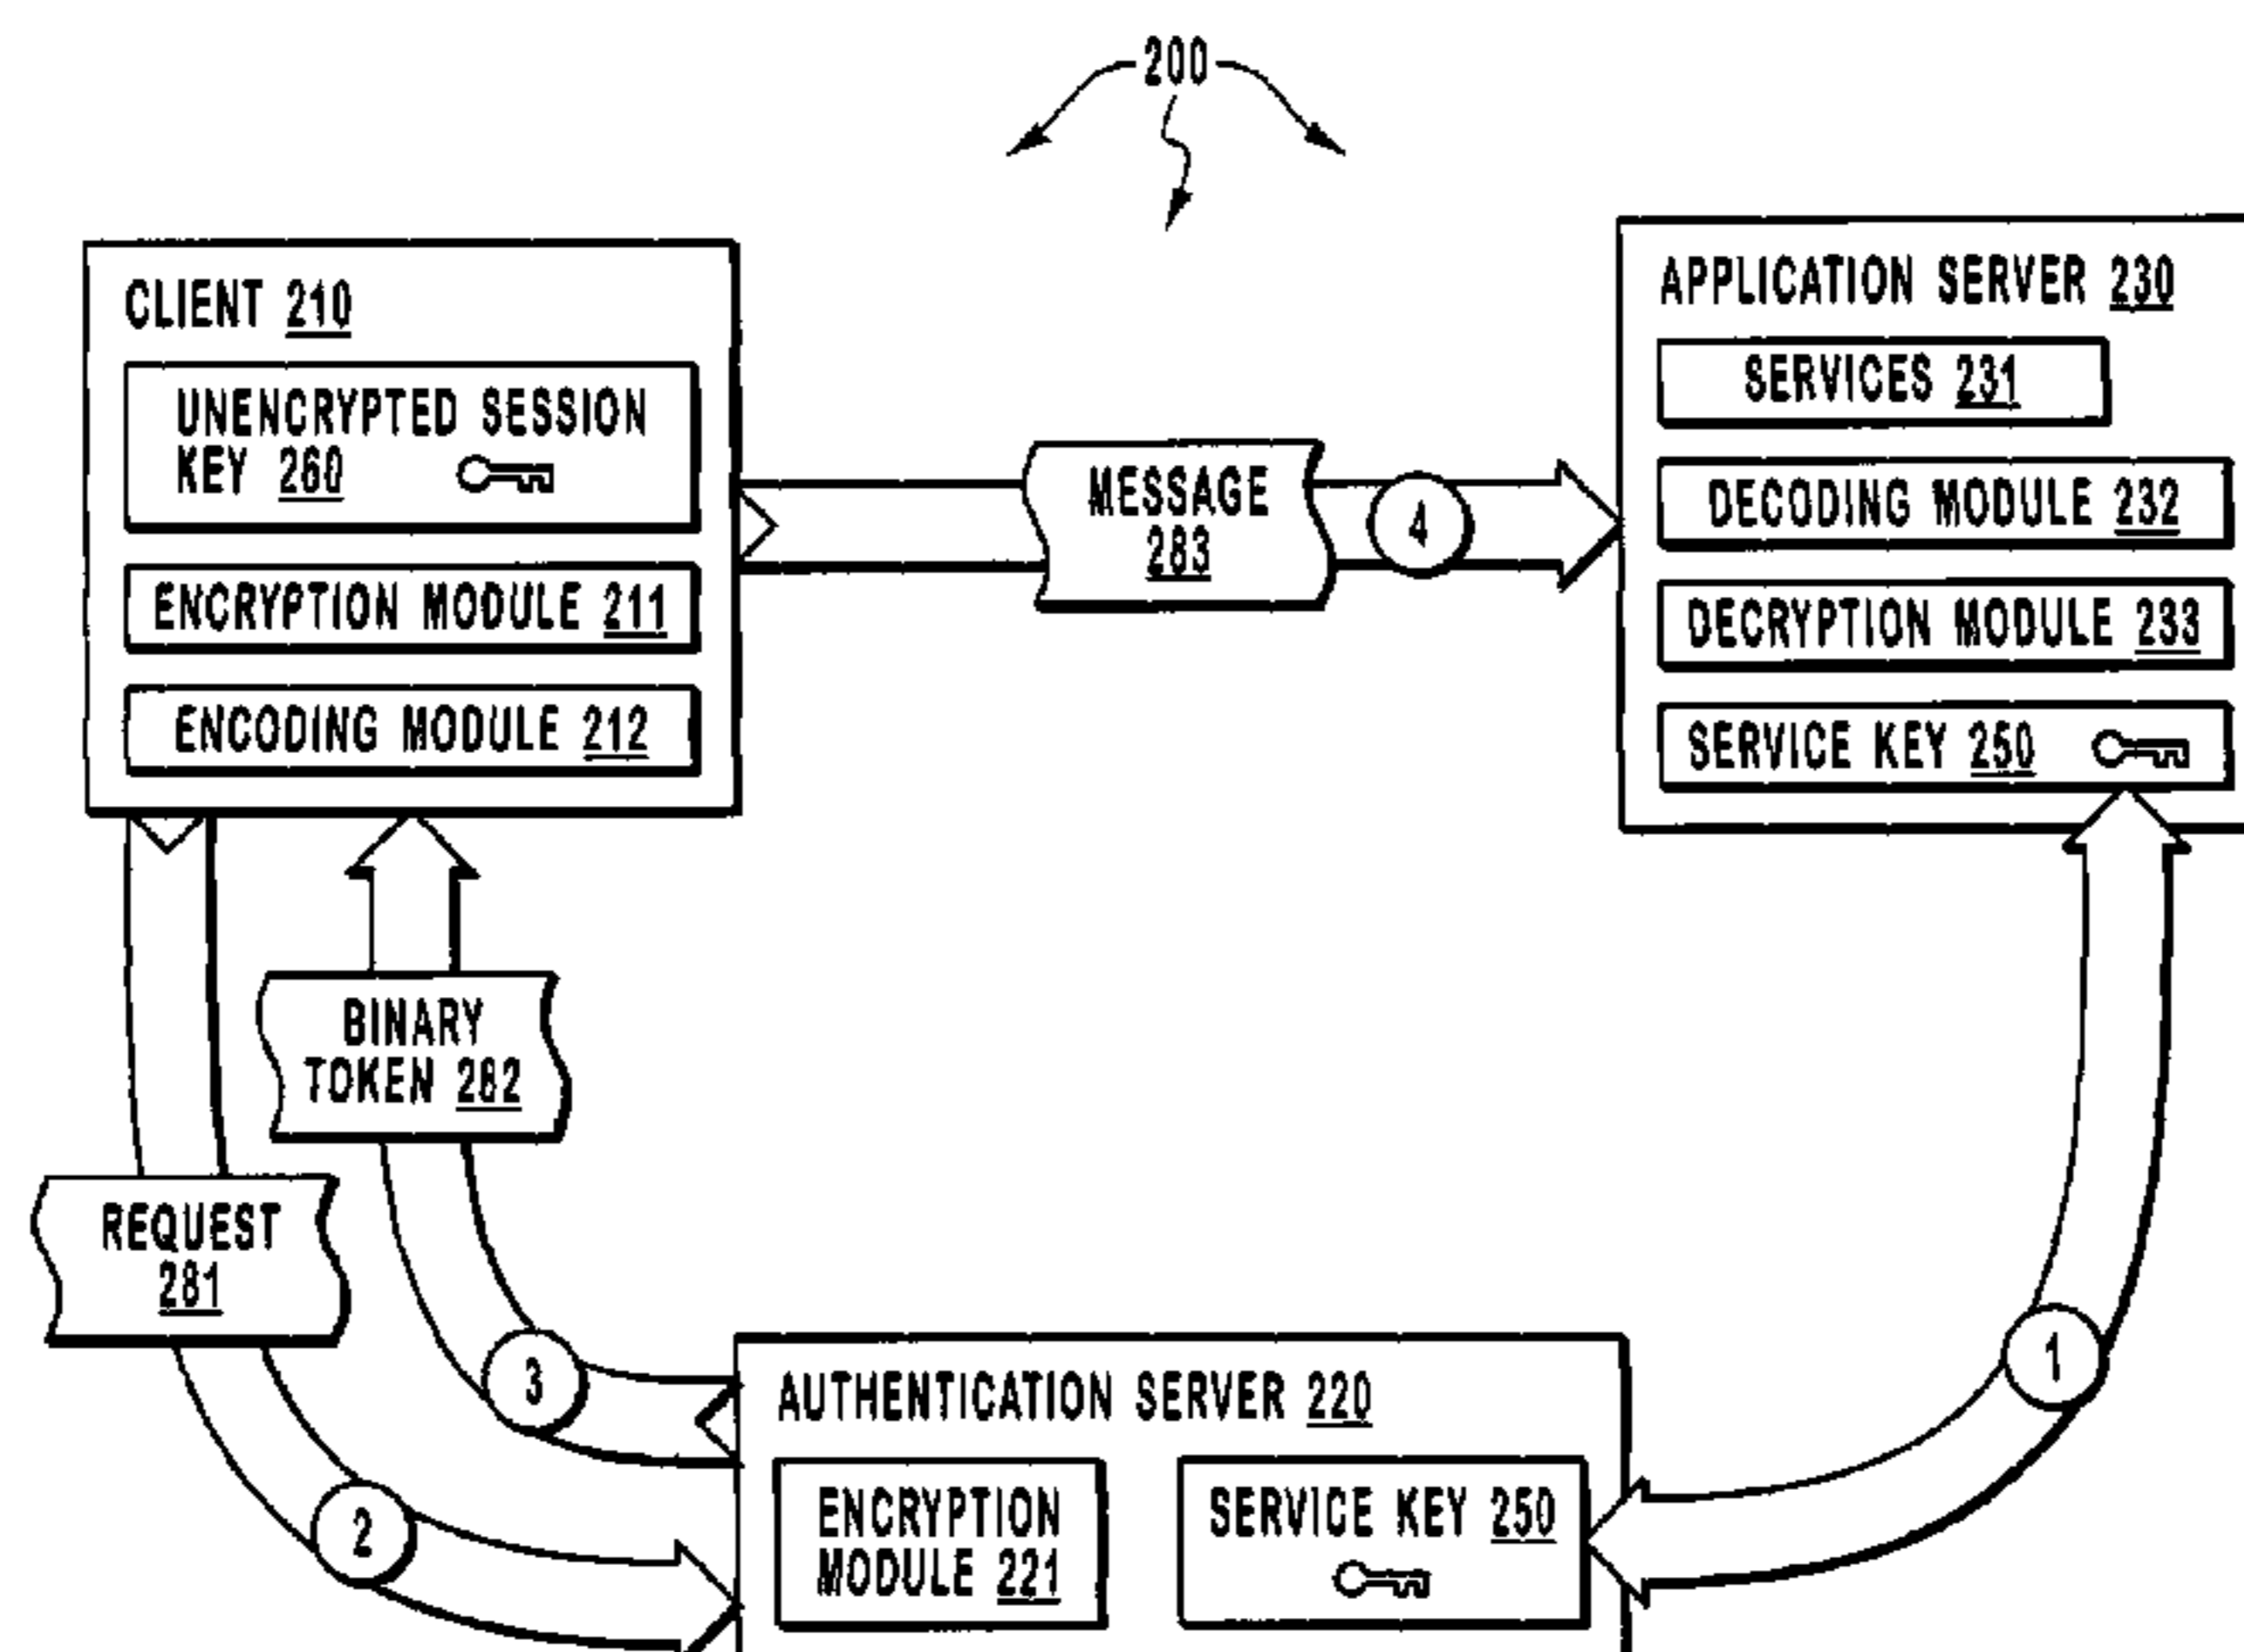 200
CLIENT 210
UNENCRYPTED SESSION
KEY 260
ENCRYPTION MODULE 211
ENCODING MODULE 212
MESSAGE
283
4
APPLICATION SERVER 230
SERVICES 231
DECODING MODULE 232
DECRYPTION MODULE 233
SERVICE KEY 250
BINARY
TOKEN 282
REQUEST
281
3
2
1
AUTHENTICATION SERVER 220
ENCRYPTION
MODULE 221
SERVICE KEY 250